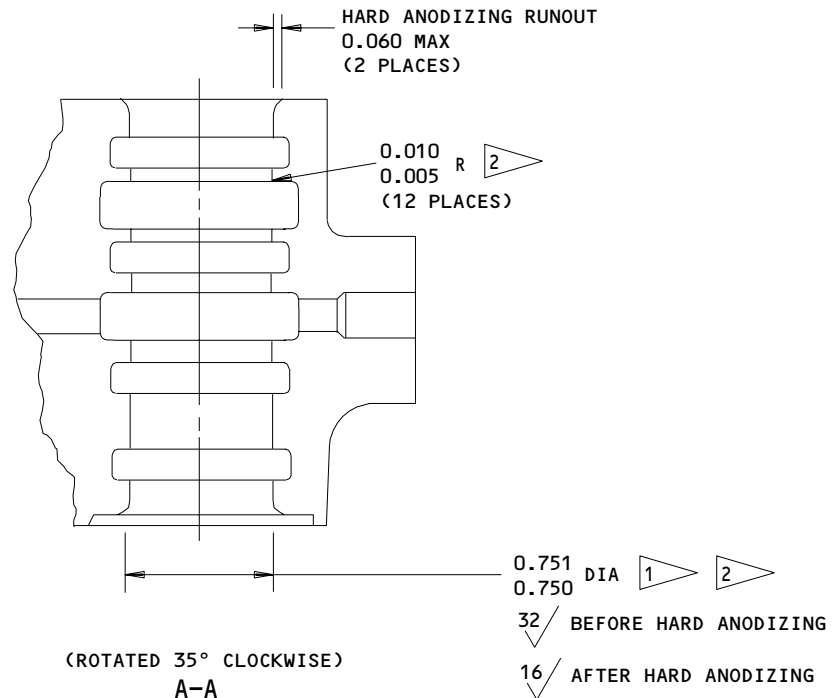 HARD ANODIZING RUNOUT
0.060 MAX
(2 PLACES)
0.010
0.005 R 2
(12 PLACES)
0.751
0.750 DIA 1 2
32 BEFORE HARD ANODIZING
16 AFTER HARD ANODIZING
(ROTATED 35° CLOCKWISE)
A-A